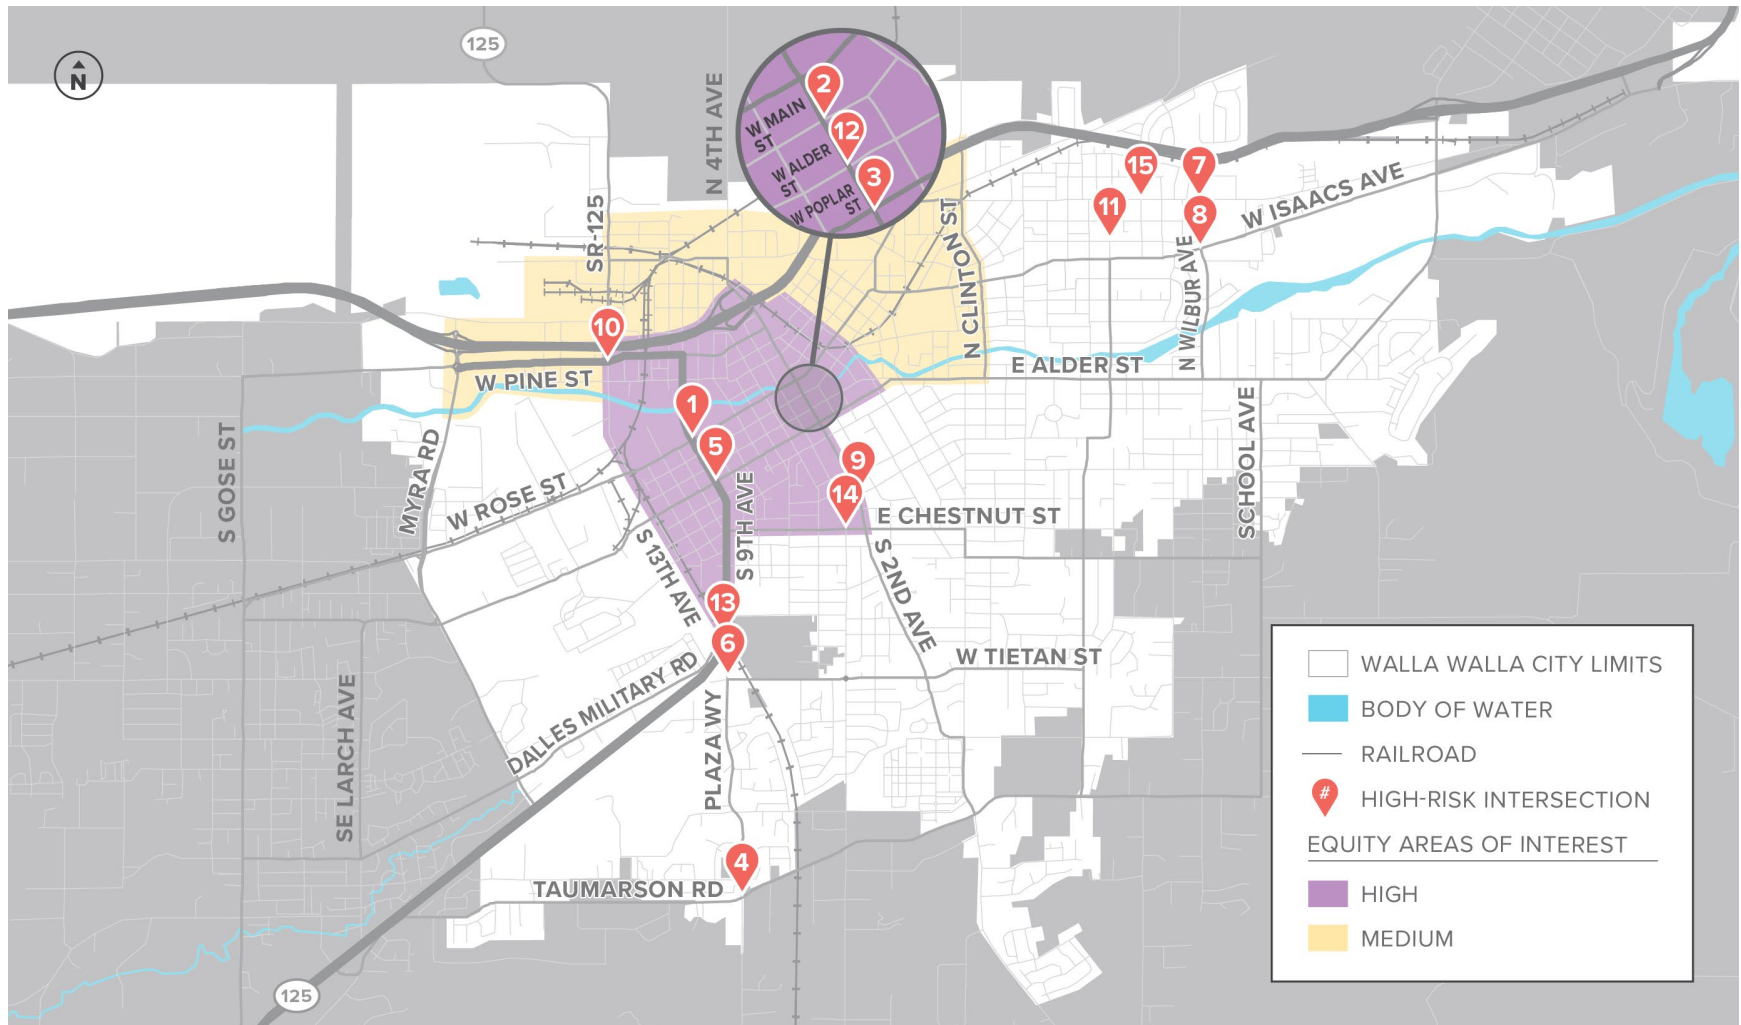 125
N
N 4TH AVE
2
W MAIN
ST
12
W ALDER
ST
3
W POPLAR
ST
15
7
11
8
W ISAACS AVE
SR-125
N CLINTON ST
N WILBUR AVE
10
W PINE ST
E ALDER ST
1
5
S GOSE ST
MYRA RD
W ROSE ST
S 9TH AVE
9
14
E CHESTNUT ST
SCHOOL AVE
S 13TH AVE
S 2ND AVE
13
6
W TIETAN ST
DALLES MILITARY RD
SE LARCH AVE
PLAZA WY
4
TAUMARSON RD
125
WALLA WALLA CITY LIMITS
BODY OF WATER
RAILROAD
#
HIGH-RISK INTERSECTION
EQUITY AREAS OF INTEREST
HIGH
MEDIUM